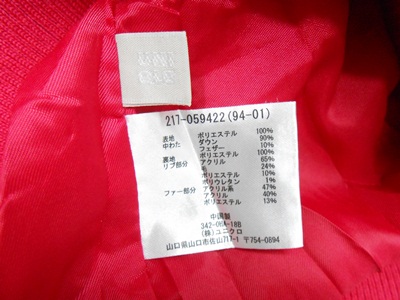 217-059422(94-01)
表地 ポリエステル 100%
中わた ダウン 90%
フェザー 10%
裏地 ポリエステル 100%
リブ部分 アクリル 65%
毛 24%
ポリエステル 10%
ポリウレタン 1%
ファー部分 アクリル系 47%
アクリル 40%
ポリエステル 13%
中国製
342-06A-18B
(株)ユニクロ
山口県山口市佐山717-1 〒754-0894